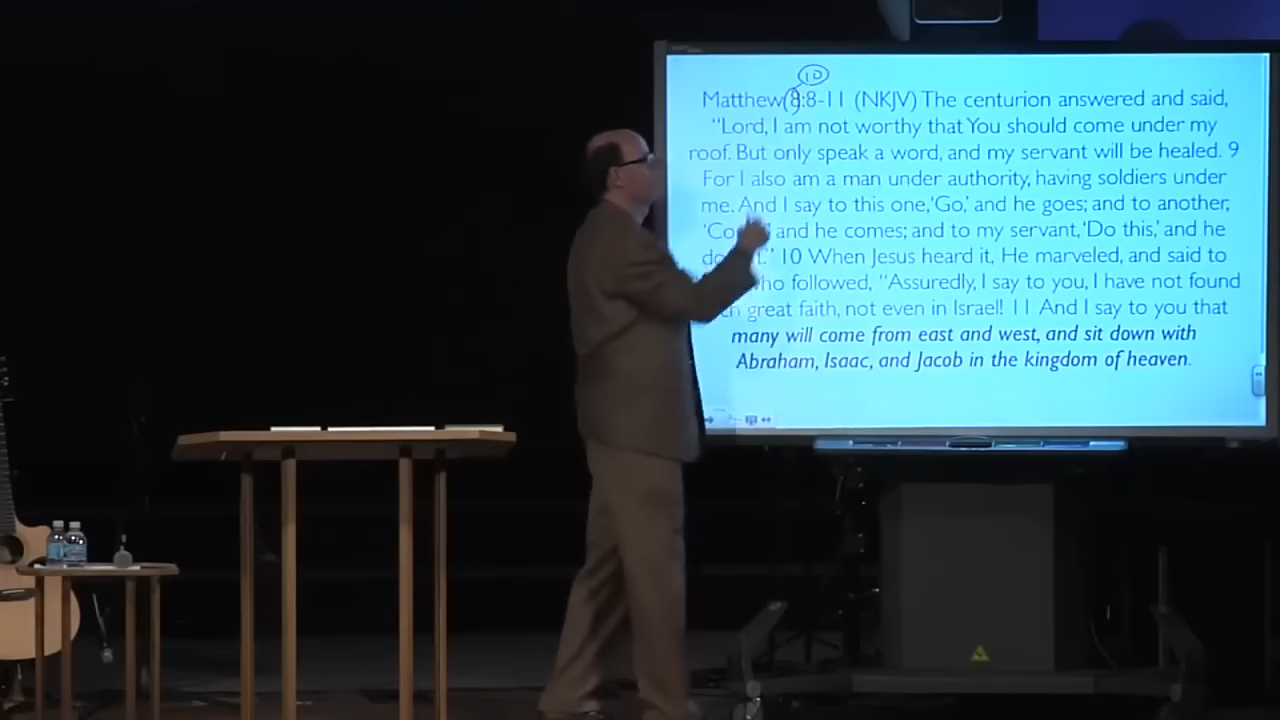 10
Matthew 8:8-11 (NKJV) The centurion answered and said,
“Lord, I am not worthy that You should come under my
roof. But only speak a word, and my servant will be healed. 9
For I also am a man under authority, having soldiers under
me. And I say to this one, ‘Go,’ and he goes; and to another,
and he comes; and to my servant, ‘Do this,’ and he
10 When Jesus heard it, He marveled, and said to
who followed, “Assuredly, I say to you, I have not found
great faith, not even in Israel! 11 And I say to you that
many will come from east and west, and sit down with
Abraham, Isaac, and Jacob in the kingdom of heaven.